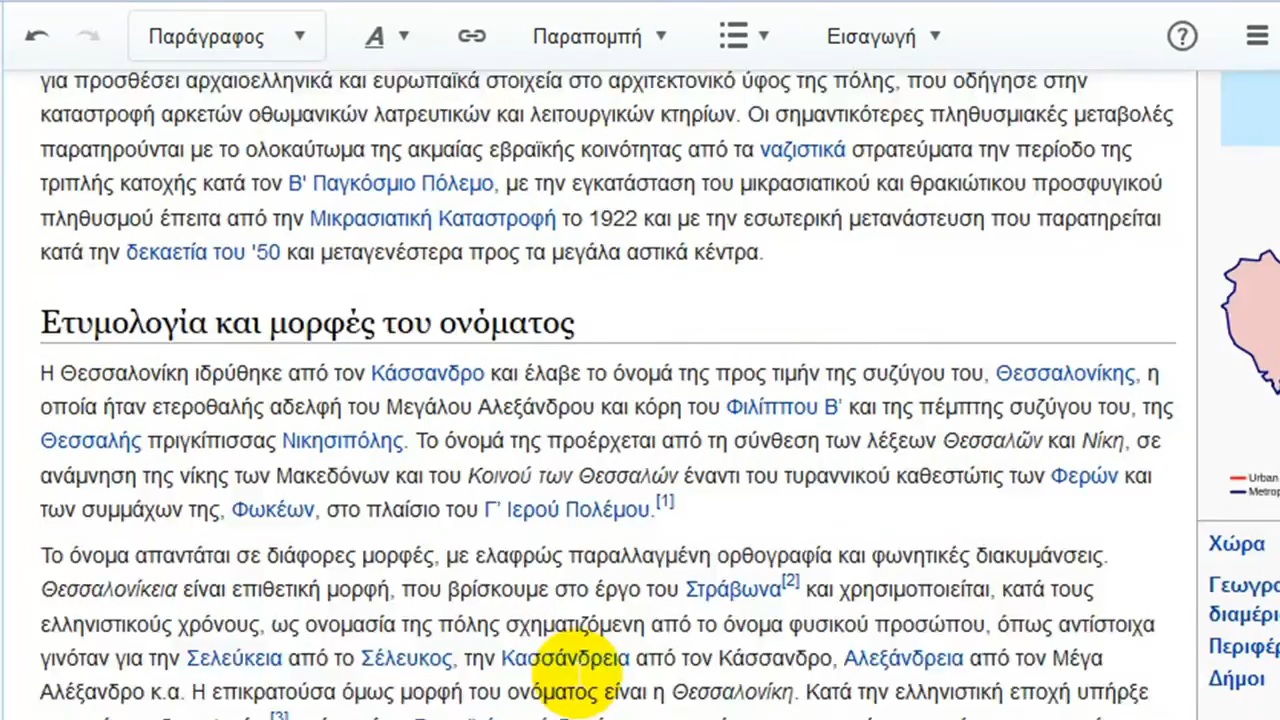 Παράγραφος
A
Παραπομπή
Εισαγωγή
?
για προσθέσει αρχαιοελληνικά και ευρωπαϊκά στοιχεία στο αρχιτεκτονικό ύφος της πόλης, που οδήγησε στην
καταστροφή αρκετών οθωμανικών λατρευτικών και λειτουργικών κτηρίων. Οι σημαντικότερες πληθυσμιακές μεταβολές
παρατηρούνται με το ολοκαύτωμα της ακμαίας εβραϊκής κοινότητας από τα ναζιστικά στρατεύματα την περίοδο της
τριπλής κατοχής κατά τον Β' Παγκόσμιο Πόλεμο, με την εγκατάσταση του μικρασιατικού και θρακιώτικου προσφυγικού
πληθυσμού έπειτα από την Μικρασιατική Καταστροφή το 1922 και με την εσωτερική μετανάστευση που παρατηρείται
κατά την δεκαετία του '50 και μεταγενέστερα προς τα μεγάλα αστικά κέντρα.
Ετυμολογία και μορφές του ονόματος
Η Θεσσαλονίκη ιδρύθηκε από τον Κάσσανδρο και έλαβε το όνομά της προς τιμήν της συζύγου του, Θεσσαλονίκης, η
οποία ήταν ετεροθαλής αδελφή του Μεγάλου Αλεξάνδρου και κόρη του Φιλίππου Β' και της πέμπτης συζύγου του, της
Θεσσαλής πριγκίπισσας Νικησιπόλης. Το όνομά της προέρχεται από τη σύνθεση των λέξεων Θεσσαλῶν και Νίκη, σε
ανάμνηση της νίκης των Μακεδόνων και του Κοινού των Θεσσαλών έναντι του τυραννικού καθεστώτις των Φερών και
των συμμάχων της, Φωκέων, στο πλαίσιο του Γ' Ιερού Πολέμου.[1]
Το όνομα απαντάται σε διάφορες μορφές, με ελαφρώς παραλλαγμένη ορθογραφία και φωνητικές διακυμάνσεις.
Θεσσαλονίκεια είναι επιθετική μορφή, που βρίσκουμε στο έργο του Στράβωνα[2] και χρησιμοποιείται, κατά τους
ελληνιστικούς χρόνους, ως ονομασία της πόλης σχηματιζόμενη από το όνομα φυσικού προσώπου, όπως αντίστοιχα
γινόταν για την Σελεύκεια από το Σέλευκος, την Κασσάνδρεια από τον Κάσσανδρο, Αλεξάνδρεια από τον Μέγα
Αλέξανδρο κ.α. Η επικρατούσα όμως μορφή του ονόματος είναι η Θεσσαλονίκη. Κατά την ελληνιστική εποχή υπήρξε
[3]
Urban
Metrop
Χώρα
Γεωγρα
διαμέρι
Περιφέρ
Δήμοι